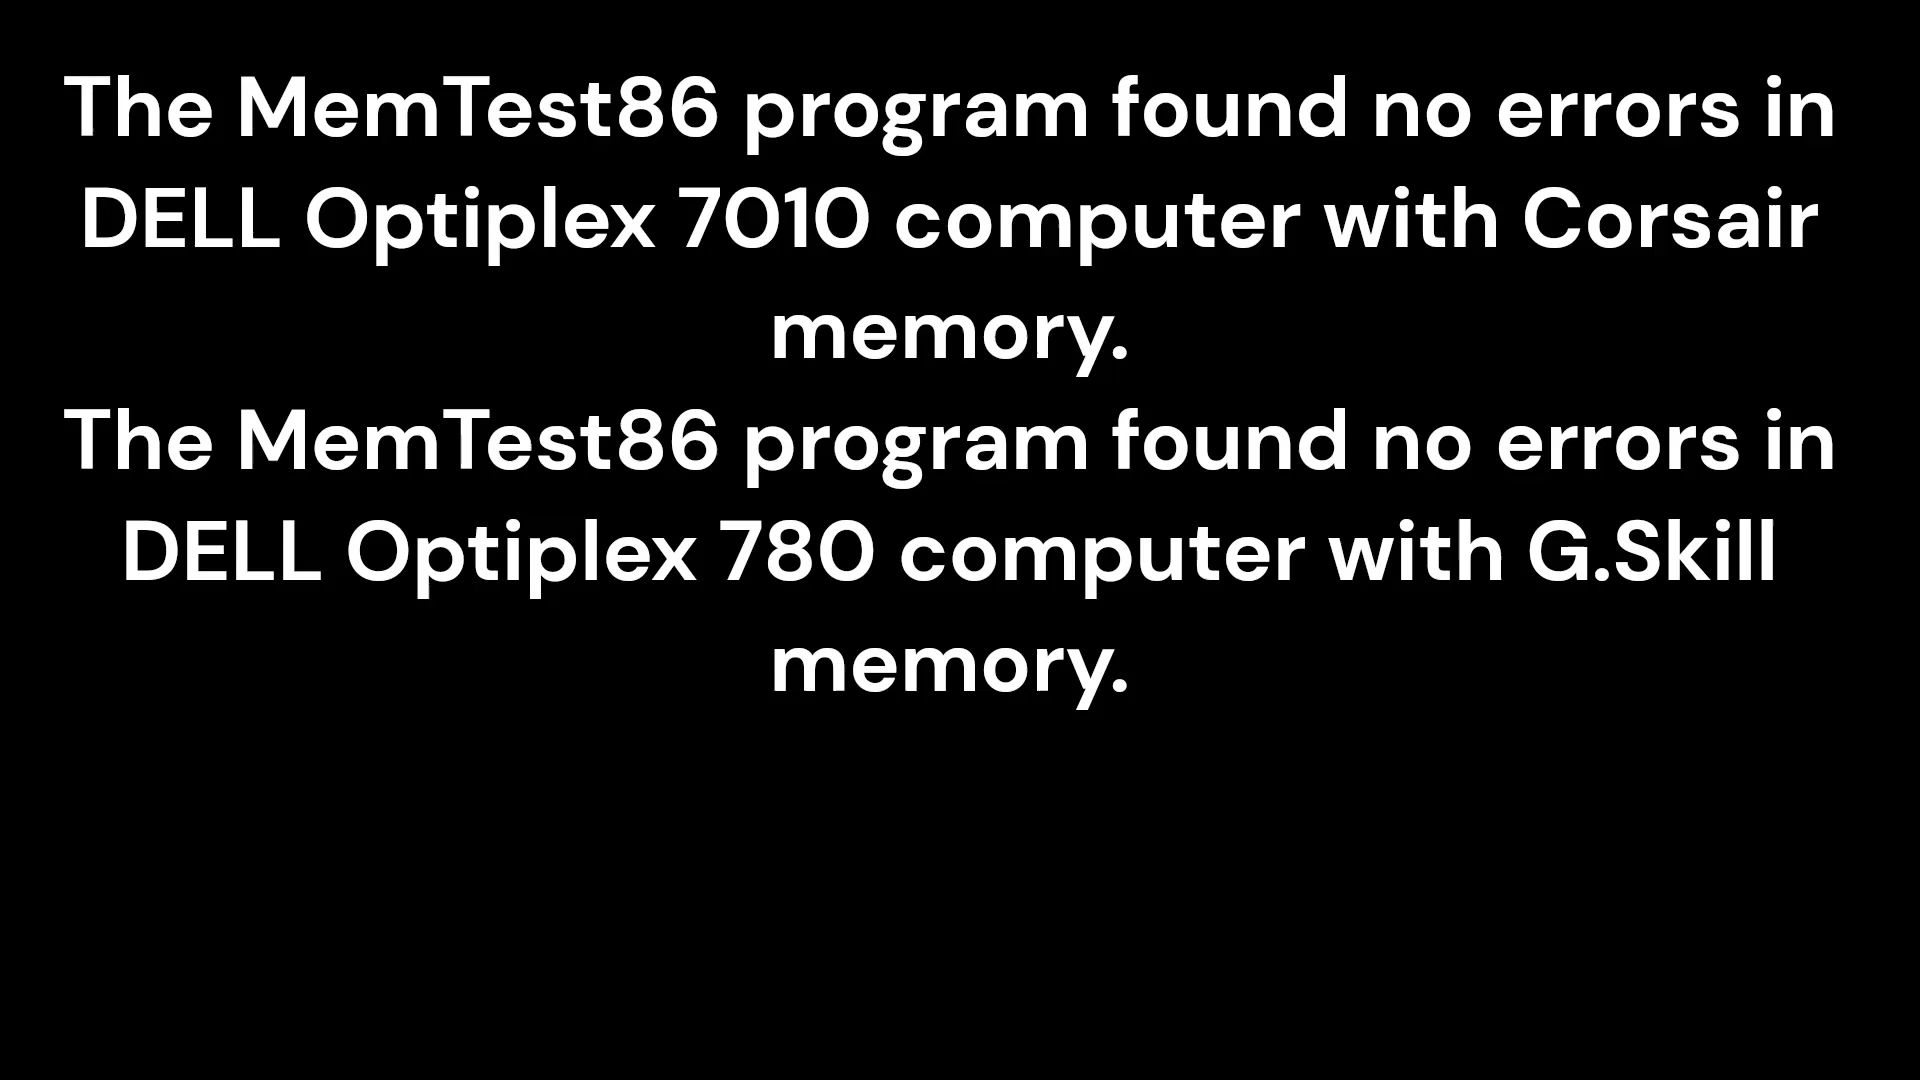 The MemTest86 program found no errors in
DELL Optiplex 7010 computer with Corsair
memory.
The MemTest86 program found no errors in
DELL Optiplex 780 computer with G.Skill
memory.